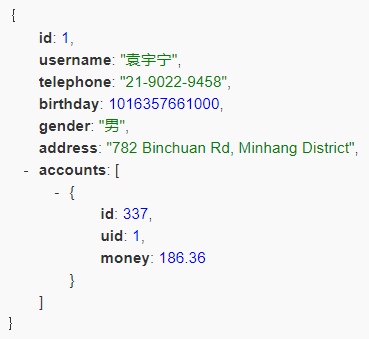 {
id: 1,
username: "袁宇宁",
telephone: "21-9022-9458",
birthday: 1016357661000,
gender: "男",
address: "782 Binchuan Rd, Minhang District",
- accounts: [
- {
id: 337,
uid: 1,
money: 186.36
}
]
}